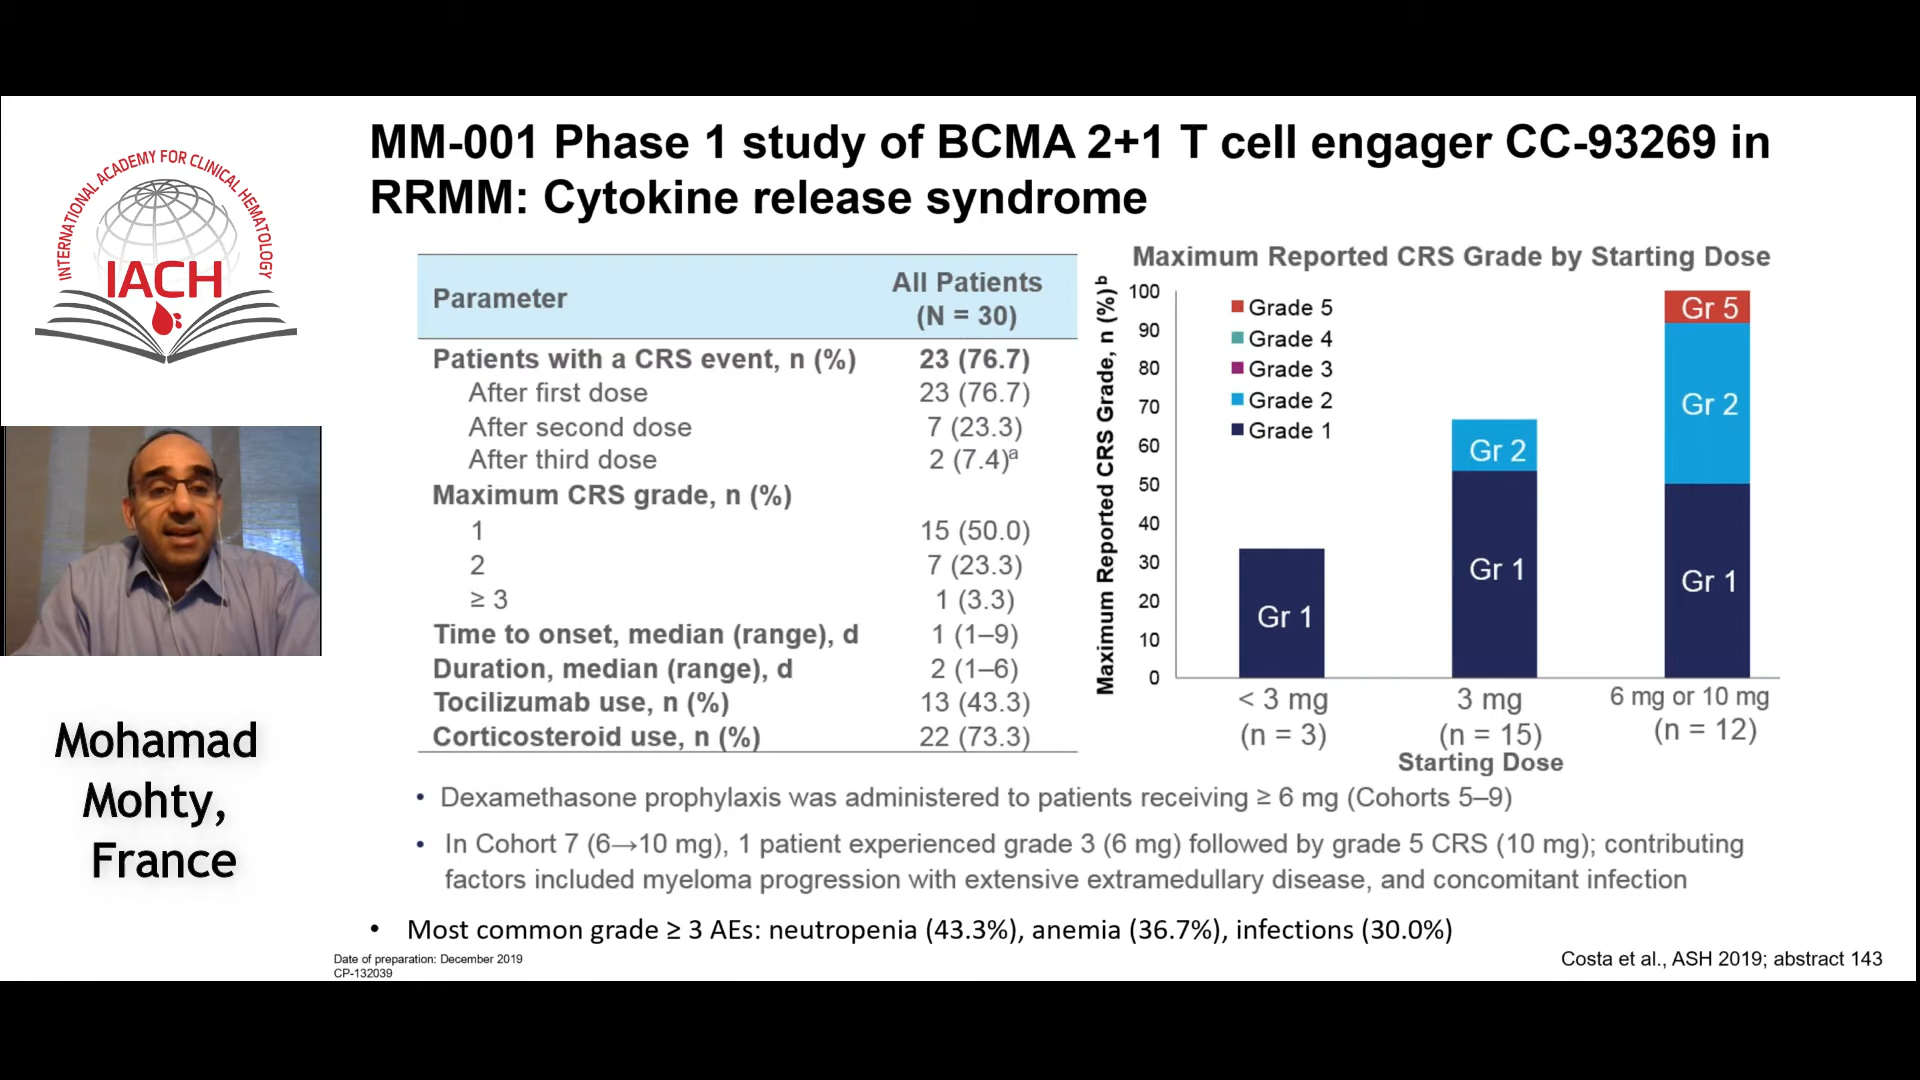 INTERNATIONAL ACADEMY FOR CLINICAL HEMATOLOGY
IACH
Mohamad
Mohty,
France
MM-001 Phase 1 study of BCMA 2+1 T cell engager CC-93269 in
RRMM: Cytokine release syndrome
Parameter
All Patients
(N = 30)
Patients with a CRS event, n (%) 23 (76.7)
After first dose 23 (76.7)
After second dose 7 (23.3)
After third dose 2 (7.4)ᵃ
Maximum CRS grade, n (%)
1 15 (50.0)
2 7 (23.3)
≥ 3 1 (3.3)
Time to onset, median (range), d 1 (1–9)
Duration, median (range), d 2 (1–6)
Tocilizumab use, n (%) 13 (43.3)
Corticosteroid use, n (%) 22 (73.3)
Maximum Reported CRS Grade by Starting Dose
Maximum Reported CRS Grade, n (%)ᵇ
100
90
80
70
60
50
40
30
20
10
0
Grade 5
Grade 4
Grade 3
Grade 2
Grade 1
Gr 1
Gr 2
Gr 1
Gr 5
Gr 2
Gr 1
< 3 mg
(n = 3)
3 mg
(n = 15)
6 mg or 10 mg
(n = 12)
Starting Dose
• Dexamethasone prophylaxis was administered to patients receiving ≥ 6 mg (Cohorts 5–9)
• In Cohort 7 (6→10 mg), 1 patient experienced grade 3 (6 mg) followed by grade 5 CRS (10 mg); contributing
factors included myeloma progression with extensive extramedullary disease, and concomitant infection
• Most common grade ≥ 3 AEs: neutropenia (43.3%), anemia (36.7%), infections (30.0%)
Date of preparation: December 2019
CP-132039
Costa et al., ASH 2019; abstract 143